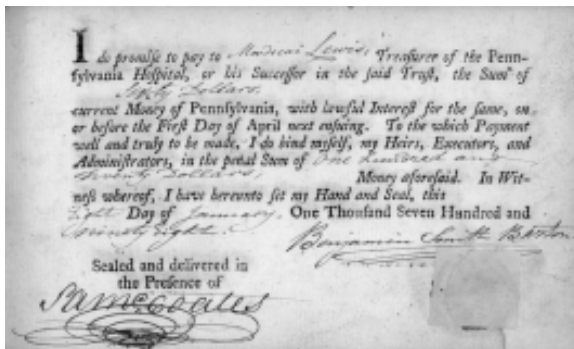 I do promise to pay to Mordecai Lewis, Treasurer of the Penn-
ſylvania Hoſpital, or his Succeſſor in the ſaid Truſt, the Sum of
Sixty Dollars
current Money of Pennſylvania, with lawful Intereſt for the ſame, on
or before the Firſt Day of April next enſuing. To the which Payment
well and truly to be made, I do bind myſelf, my Heirs, Executors, and
Adminiſtrators, in the penal Sum of One hundred and
twenty Dollars, Money aforeſaid. In Wit-
neſs whereof, I have hereunto ſet my Hand and Seal, this
Eight Day of January, One Thouſand Seven Hundred and
ninety eight.
Benjamin Smith Barton
Sealed and delivered in
the Preſence of
Saml. Coates